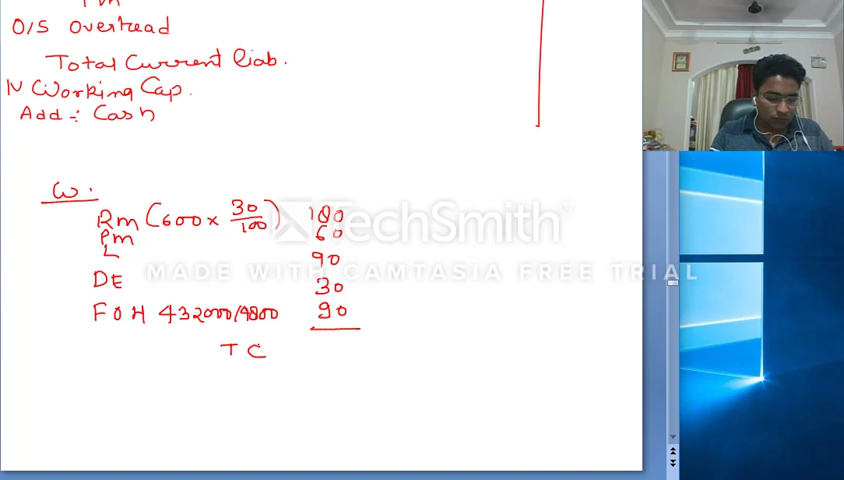 O/S Overhead
Total Current liab.
N Working Cap.
Add :- Cash
W.
Rm (600 x 30/100) 180
Pm 60
L 90
DE 30
FOH 432000/4800 90
TC
TechSmith
MADE WITH CAMTASIA FREE TRIAL